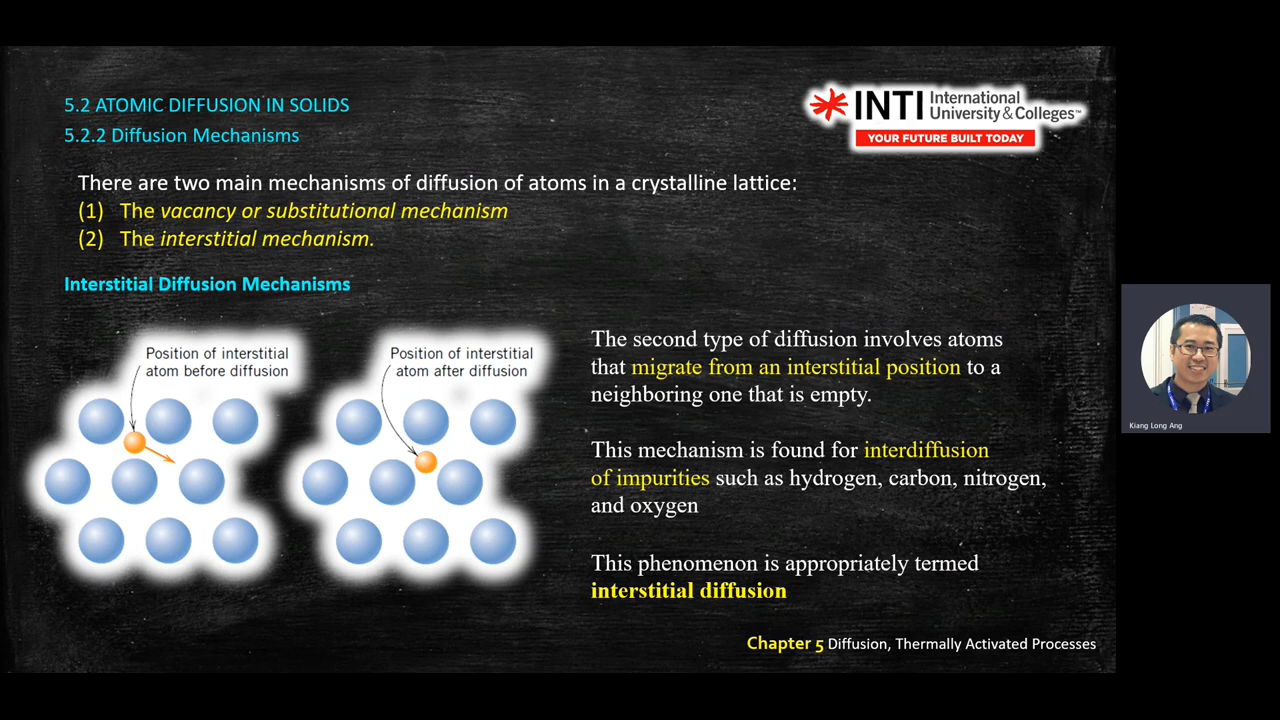 5.2 ATOMIC DIFFUSION IN SOLIDS
5.2.2 Diffusion Mechanisms
INTI International
University & Colleges™
YOUR FUTURE BUILT TODAY
There are two main mechanisms of diffusion of atoms in a crystalline lattice:
(1) The vacancy or substitutional mechanism
(2) The interstitial mechanism.
Interstitial Diffusion Mechanisms
Position of interstitial
atom before diffusion
Position of interstitial
atom after diffusion
The second type of diffusion involves atoms
that migrate from an interstitial position to a
neighboring one that is empty.
This mechanism is found for interdiffusion
of impurities such as hydrogen, carbon, nitrogen,
and oxygen
This phenomenon is appropriately termed
interstitial diffusion
Chapter 5 Diffusion, Thermally Activated Processes
Kiang Long Ang